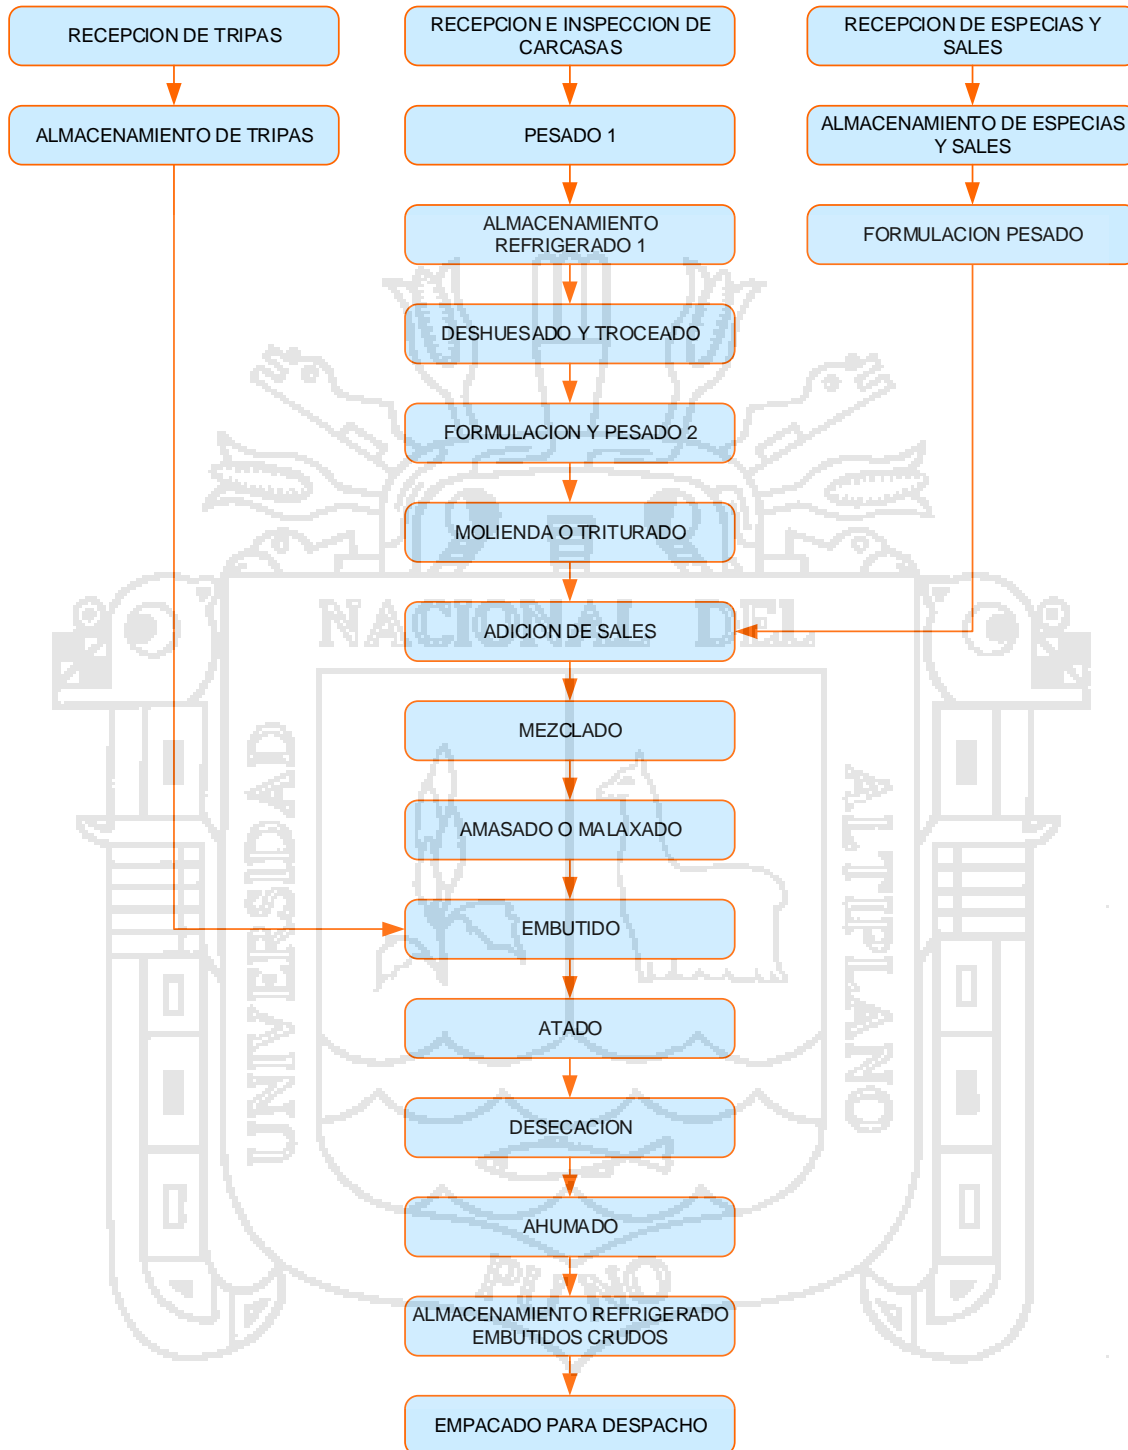 RECEPCION DE TRIPAS
RECEPCION E INSPECCION DE
CARCASAS
RECEPCION DE ESPECIAS Y
SALES
ALMACENAMIENTO DE TRIPAS
PESADO 1
ALMACENAMIENTO DE ESPECIAS
Y SALES
ALMACENAMIENTO
REFRIGERADO 1
FORMULACION PESADO
DESHUESADO Y TROCEADO
FORMULACION Y PESADO 2
MOLIENDA O TRITURADO
NACIONAL DEL
ADICION DE SALES
MEZCLADO
UNIVERSIDAD
ALTIPLANO
AMASADO O MALAXADO
EMBUTIDO
ATADO
DESECACION
AHUMADO
PUNO
ALMACENAMIENTO REFRIGERADO
EMBUTIDOS CRUDOS
EMPACADO PARA DESPACHO